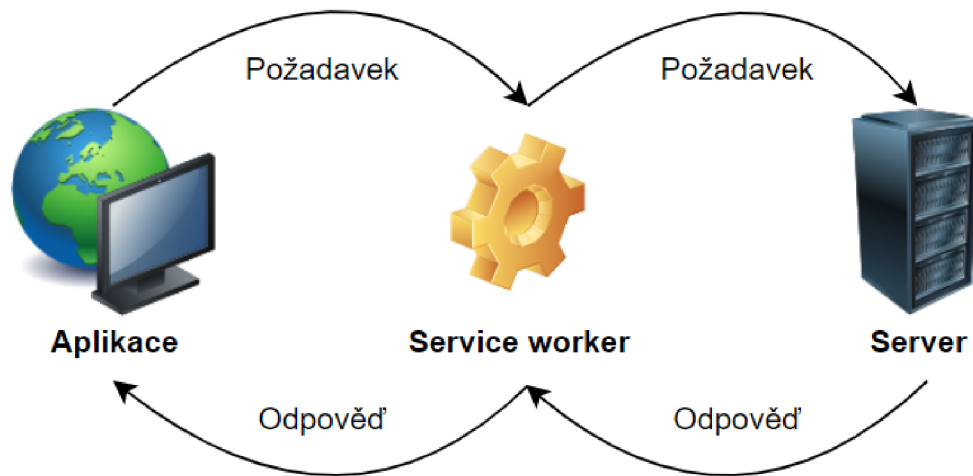 Požadavek
Požadavek
Aplikace
Service worker
Server
Odpověď
Odpověď